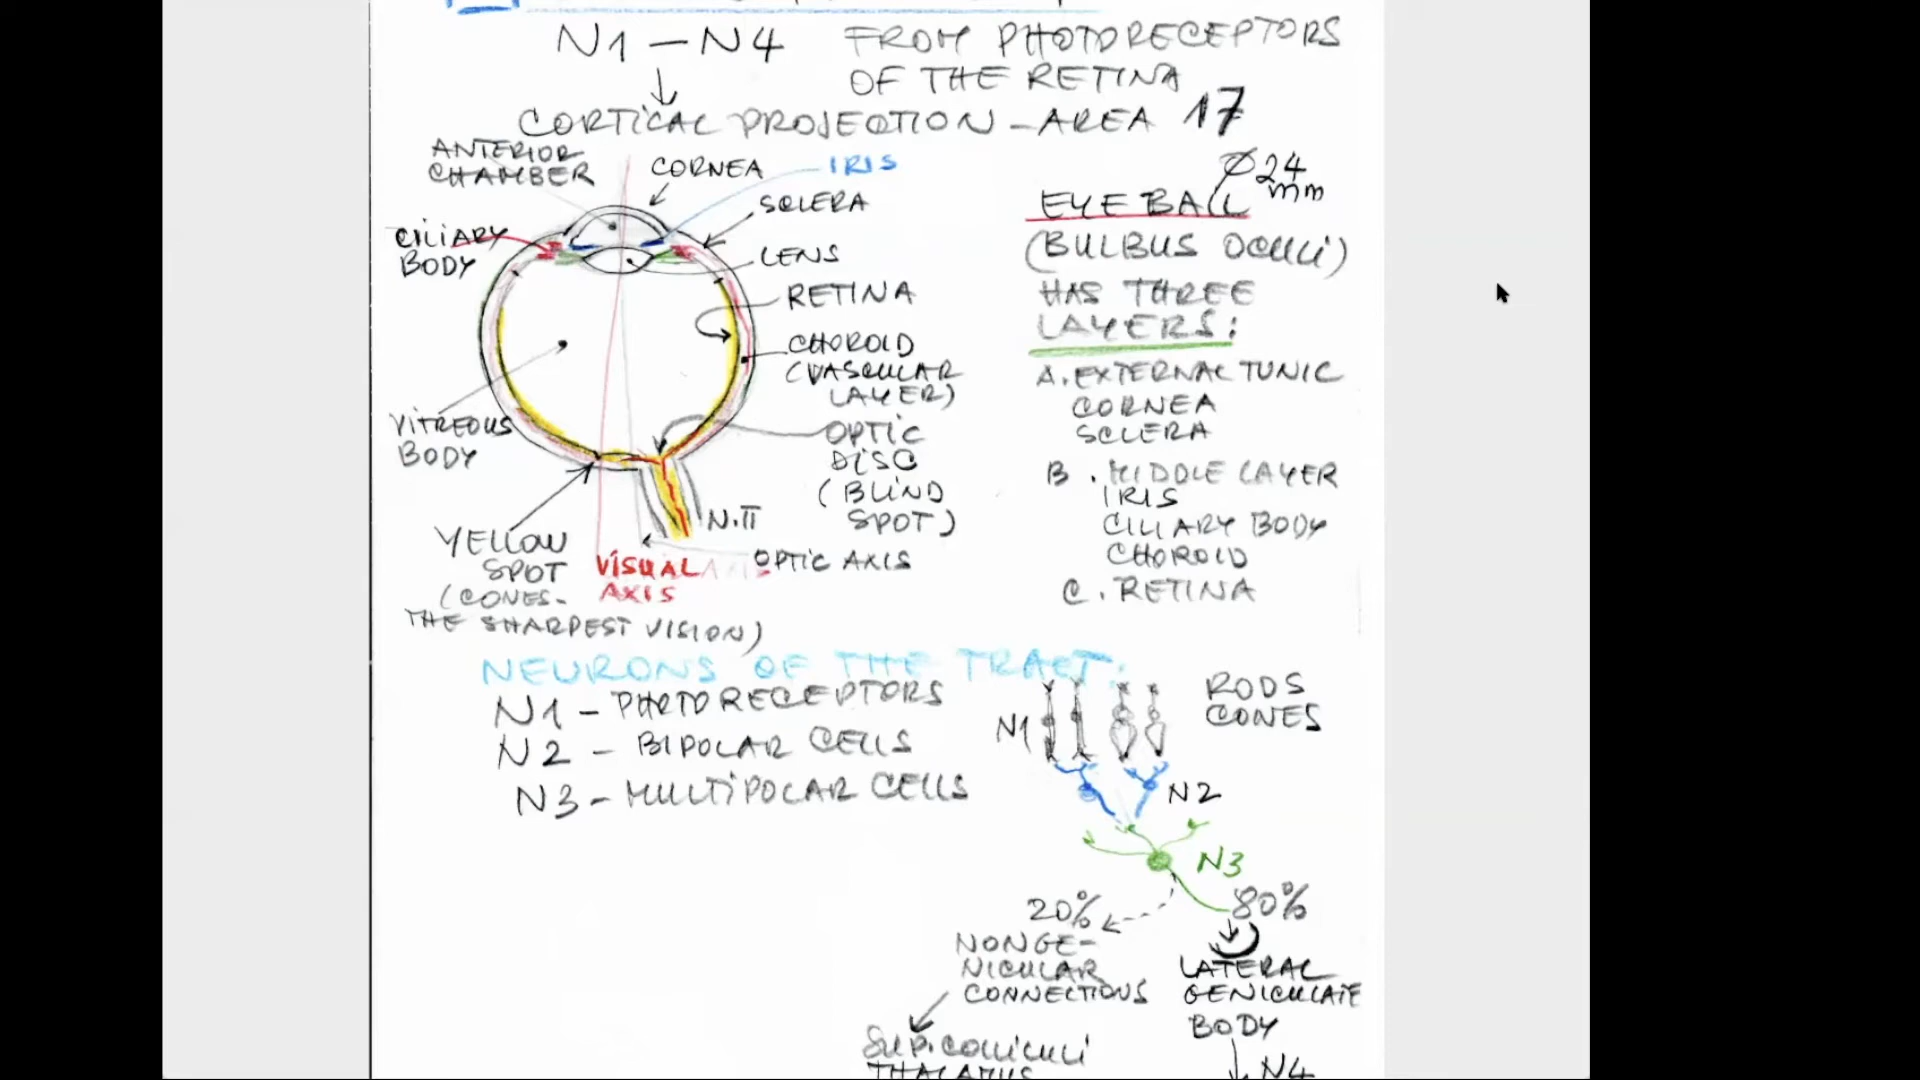 N1 – N4 FROM PHOTORECEPTORS
OF THE RETINA
CORTICAL PROJECTION – AREA 17
ANTERIOR
CHAMBER
CORNEA
IRIS
SCLERA
CILIARY
BODY
LENS
RETINA
CHOROID
(VASCULAR
LAYER)
VITREOUS
BODY
OPTIC
DISC
(BLIND
SPOT)
N.II
OPTIC AXIS
YELLOW
SPOT
(CONES-
THE SHARPEST VISION)
VISUAL
AXIS
Ø 24
mm
EYE BALL
(BULBUS OCULI)
HAS THREE
LAYERS:
A. EXTERNAL TUNIC
CORNEA
SCLERA
B. MIDDLE LAYER
IRIS
CILIARY BODY
CHOROID
C. RETINA
NEURONS OF THE TRACT:
N1 – PHOTORECEPTORS
N2 – BIPOLAR CELLS
N3 – MULTIPOLAR CELLS
N1
RODS
CONES
N2
N3
20%
NONGE-
NICULAR
CONNECTIONS
SUP. COLLICULI
THALAMUS
80%
LATERAL
GENICULATE
BODY
N4